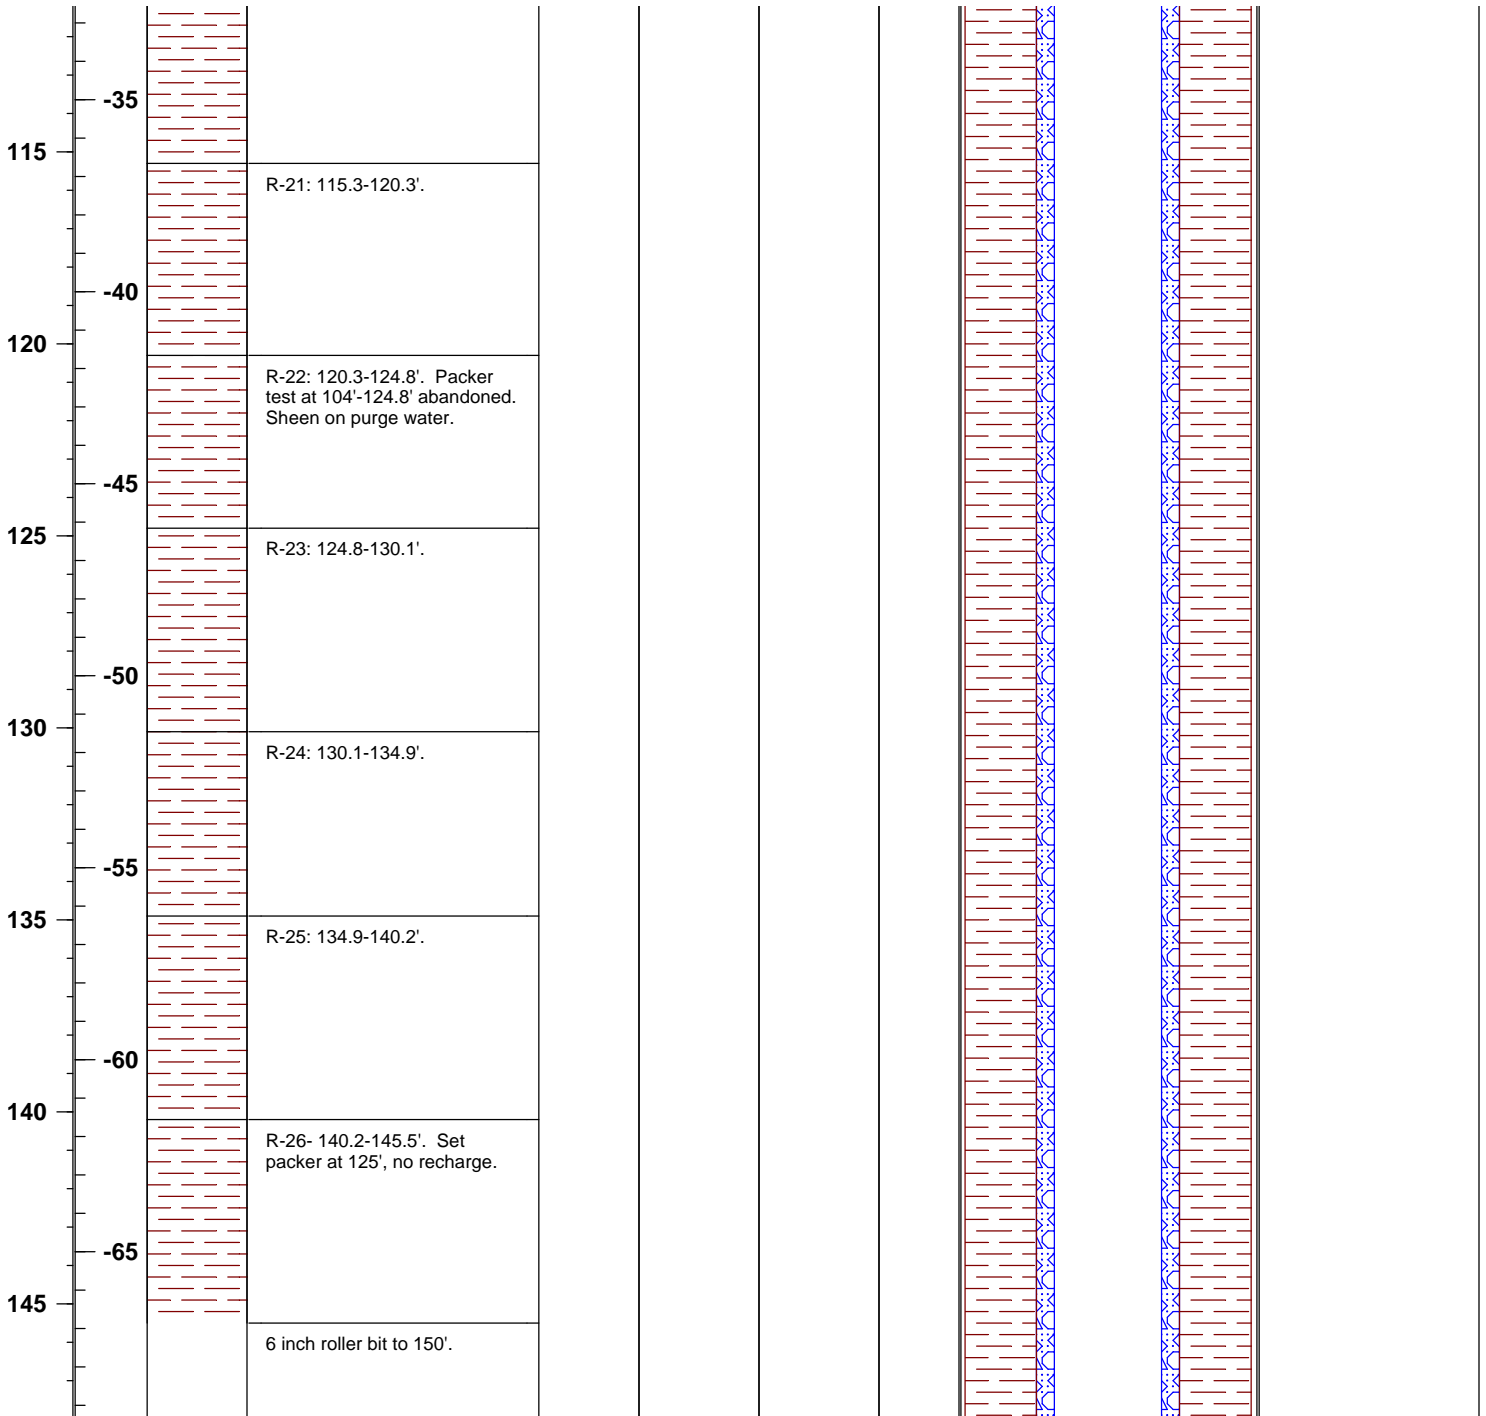 -35
115
R-21: 115.3-120.3'.
-40
120
R-22: 120.3-124.8'.  Packer
test at 104'-124.8' abandoned.
Sheen on purge water.
-45
125
R-23: 124.8-130.1'.
-50
130
R-24: 130.1-134.9'.
-55
135
R-25: 134.9-140.2'.
-60
140
R-26- 140.2-145.5'.  Set
packer at 125', no recharge.
-65
145
6 inch roller bit to 150'.